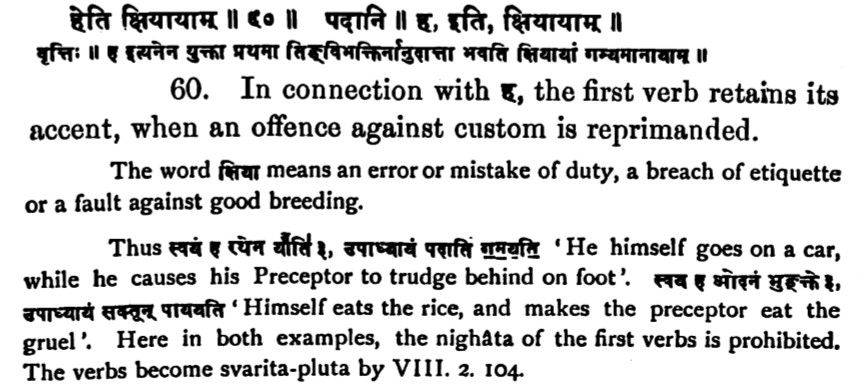 हेति क्षियायाम् ॥ ६० ॥ पदानि ॥ ह, इति, क्षियायाम् ॥
वृत्तिः ॥ ह इत्यनेन युक्ता प्रथमा तिङ्विभक्तिर्नानुदात्ता भवति क्षियायां गम्यमानायाम् ॥
60. In connection with ह, the first verb retains its
accent, when an offence against custom is reprimanded.
The word क्षिया means an error or mistake of duty, a breach of etiquette
or a fault against good breeding.
Thus स्वयं ह रथेन याति॑ ३, उपाध्यायं पदातिं ग॒म॒य॒ति॒ ‘ He himself goes on a car,
while he causes his Preceptor to trudge behind on foot’. स्वय ह ओदनं भुङ्क्ते ३,
उपाध्यायं सक्तून् पाययति ‘ Himself eats the rice, and makes the preceptor eat the
gruel ’. Here in both examples, the nighâta of the first verbs is prohibited.
The verbs become svarita-pluta by VIII. 2. 104.